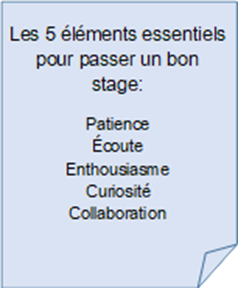 Les 5 éléments essentiels
pour passer un bon
stage:
Patience
Écoute
Enthousiasme
Curiosité
Collaboration